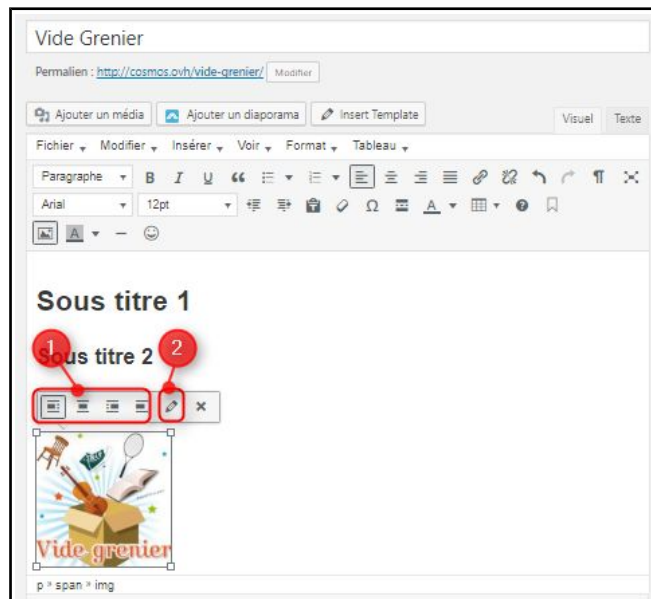 Vide Grenier
Permalien : http://cosmos.ovh/vide-grenier/ Modifier
Ajouter un média Ajouter un diaporama Insert Template Visuel Texte
Fichier Modifier Insérer Voir Format Tableau
Paragraphe B I U
Arial 12pt Ω A
A
Sous titre 1
1 2
Sous titre 2
Vide grenier
p » span » img